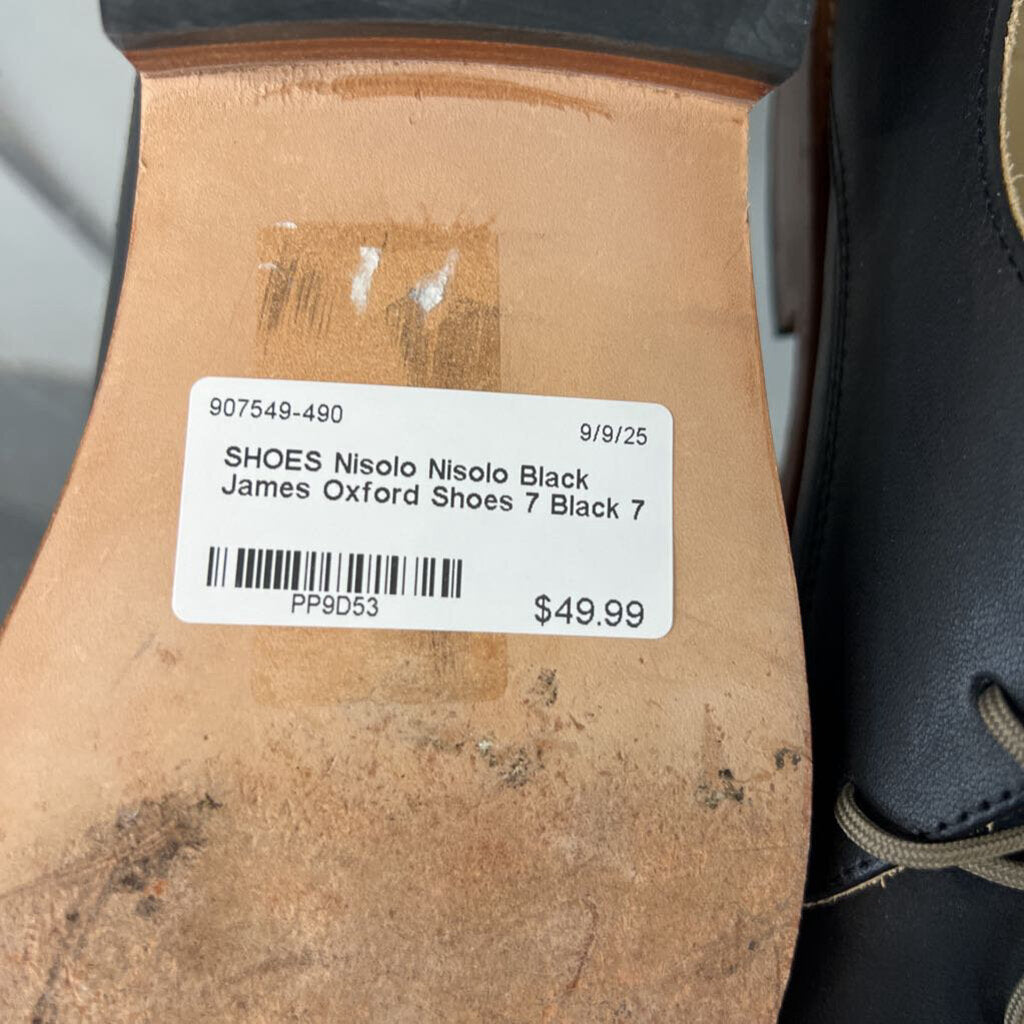 907549-490
9/9/25
SHOES Nisolo Nisolo Black
James Oxford Shoes 7 Black 7
PP9D53
$49.99